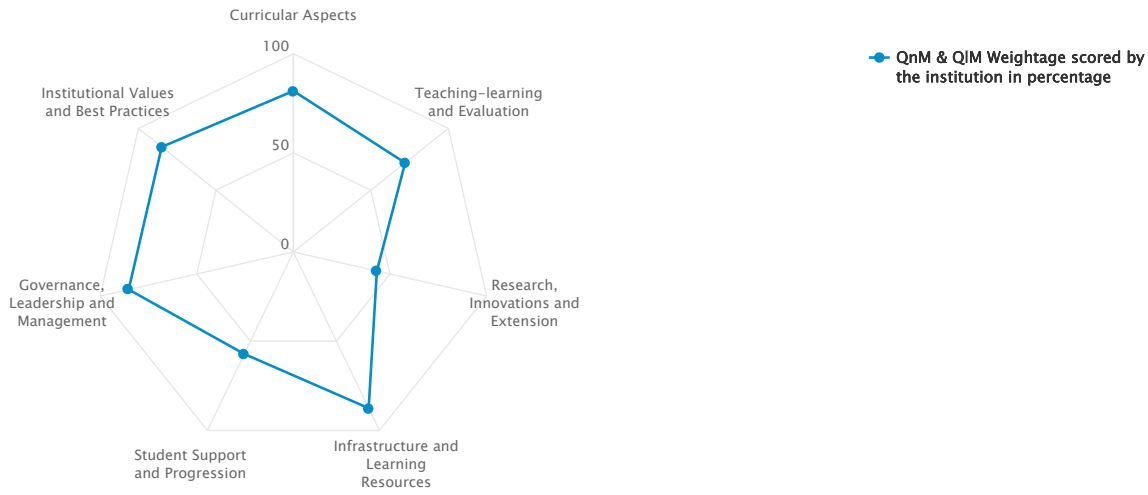 Curricular Aspects
100
QnM & QlM Weightage scored by
the institution in percentage
Institutional Values
and Best Practices
Teaching-learning
and Evaluation
50
0
Governance,
Leadership and
Management
Research,
Innovations and
Extension
Student Support
and Progression
Infrastructure and
Learning
Resources